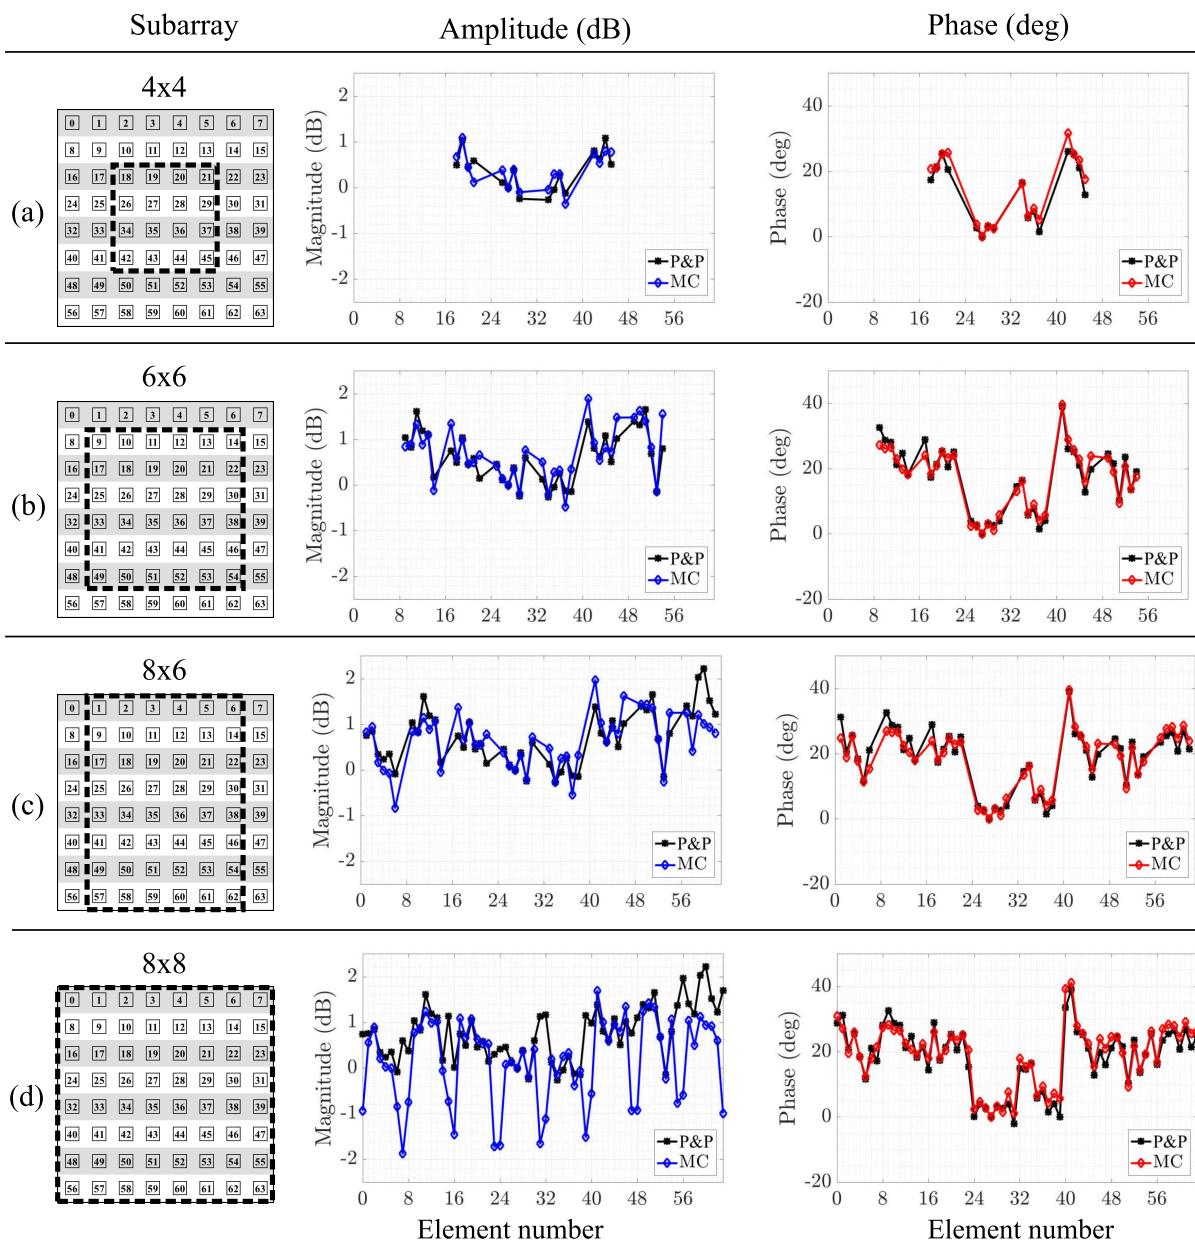 Subarray Amplitude (dB) Phase (deg)
(a)
4x4
0 1 2 3 4 5 6 7
8 9 10 11 12 13 14 15
16 17 18 19 20 21 22 23
24 25 26 27 28 29 30 31
32 33 34 35 36 37 38 39
40 41 42 43 44 45 46 47
48 49 50 51 52 53 54 55
56 57 58 59 60 61 62 63
Magnitude (dB)
2
1
0
-1
-2
P&P
MC
0 8 16 24 32 40 48 56
Phase (deg)
40
20
0
-20
P&P
MC
0 8 16 24 32 40 48 56
(b)
6x6
0 1 2 3 4 5 6 7
8 9 10 11 12 13 14 15
16 17 18 19 20 21 22 23
24 25 26 27 28 29 30 31
32 33 34 35 36 37 38 39
40 41 42 43 44 45 46 47
48 49 50 51 52 53 54 55
56 57 58 59 60 61 62 63
Magnitude (dB)
2
1
0
-1
-2
P&P
MC
0 8 16 24 32 40 48 56
Phase (deg)
40
20
0
-20
P&P
MC
0 8 16 24 32 40 48 56
(c)
8x6
0 1 2 3 4 5 6 7
8 9 10 11 12 13 14 15
16 17 18 19 20 21 22 23
24 25 26 27 28 29 30 31
32 33 34 35 36 37 38 39
40 41 42 43 44 45 46 47
48 49 50 51 52 53 54 55
56 57 58 59 60 61 62 63
Magnitude (dB)
2
1
0
-1
-2
P&P
MC
0 8 16 24 32 40 48 56
Phase (deg)
40
20
0
-20
P&P
MC
0 8 16 24 32 40 48 56
(d)
8x8
0 1 2 3 4 5 6 7
8 9 10 11 12 13 14 15
16 17 18 19 20 21 22 23
24 25 26 27 28 29 30 31
32 33 34 35 36 37 38 39
40 41 42 43 44 45 46 47
48 49 50 51 52 53 54 55
56 57 58 59 60 61 62 63
Magnitude (dB)
2
1
0
-1
-2
P&P
MC
0 8 16 24 32 40 48 56
Element number
Phase (deg)
40
20
0
-20
P&P
MC
0 8 16 24 32 40 48 56
Element number